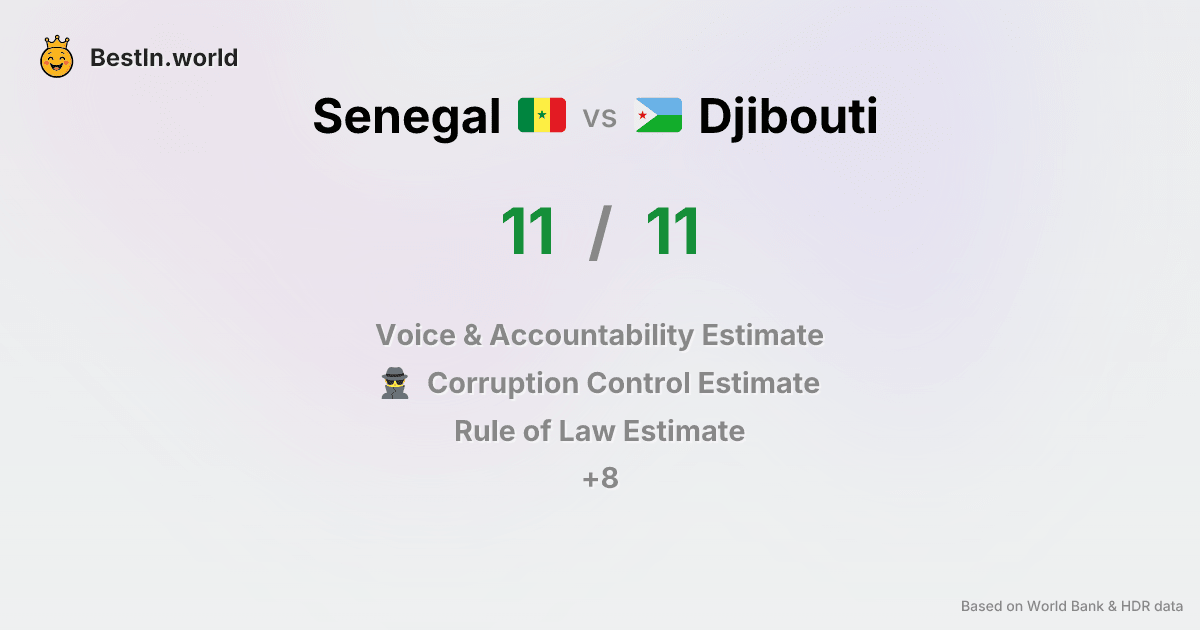 BestIn.world
Senegal vs Djibouti
11 / 11
Voice & Accountability Estimate
Corruption Control Estimate
Rule of Law Estimate
+8
Based on World Bank & HDR data